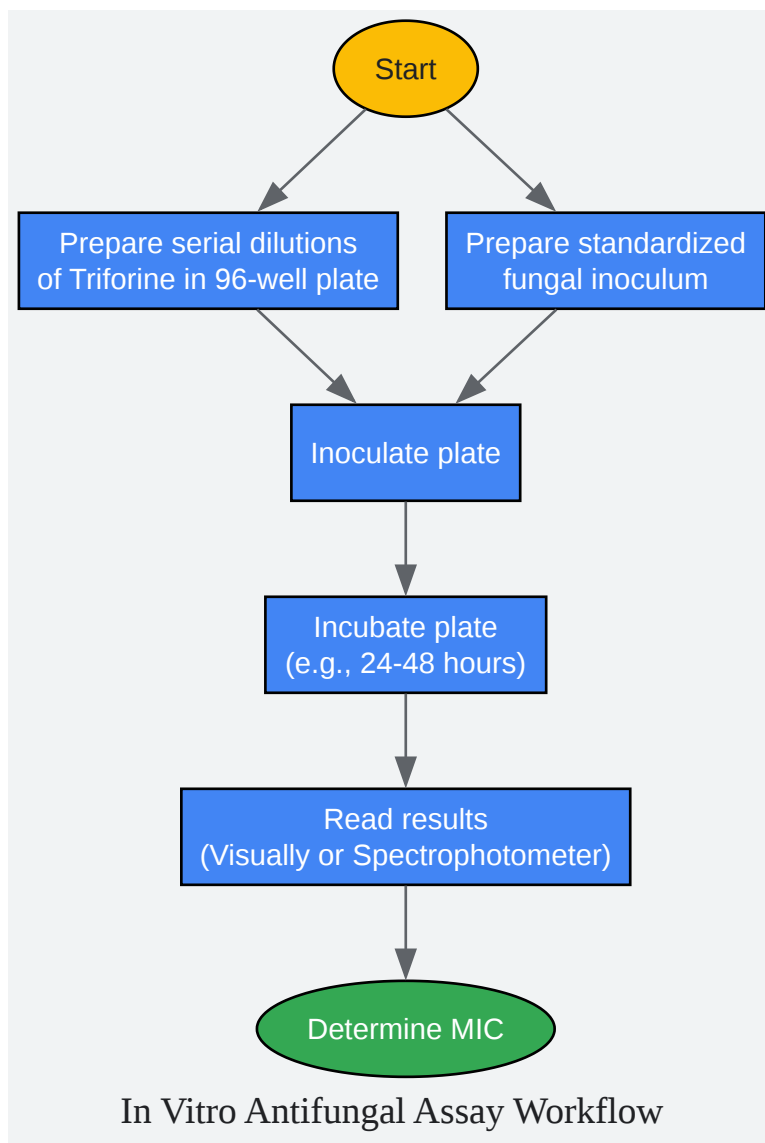 Start
Prepare serial dilutions
of Triforine in 96-well plate
Prepare standardized
fungal inoculum
Inoculate plate
Incubate plate
(e.g., 24-48 hours)
Read results
(Visually or Spectrophotometer)
Determine MIC
In Vitro Antifungal Assay Workflow